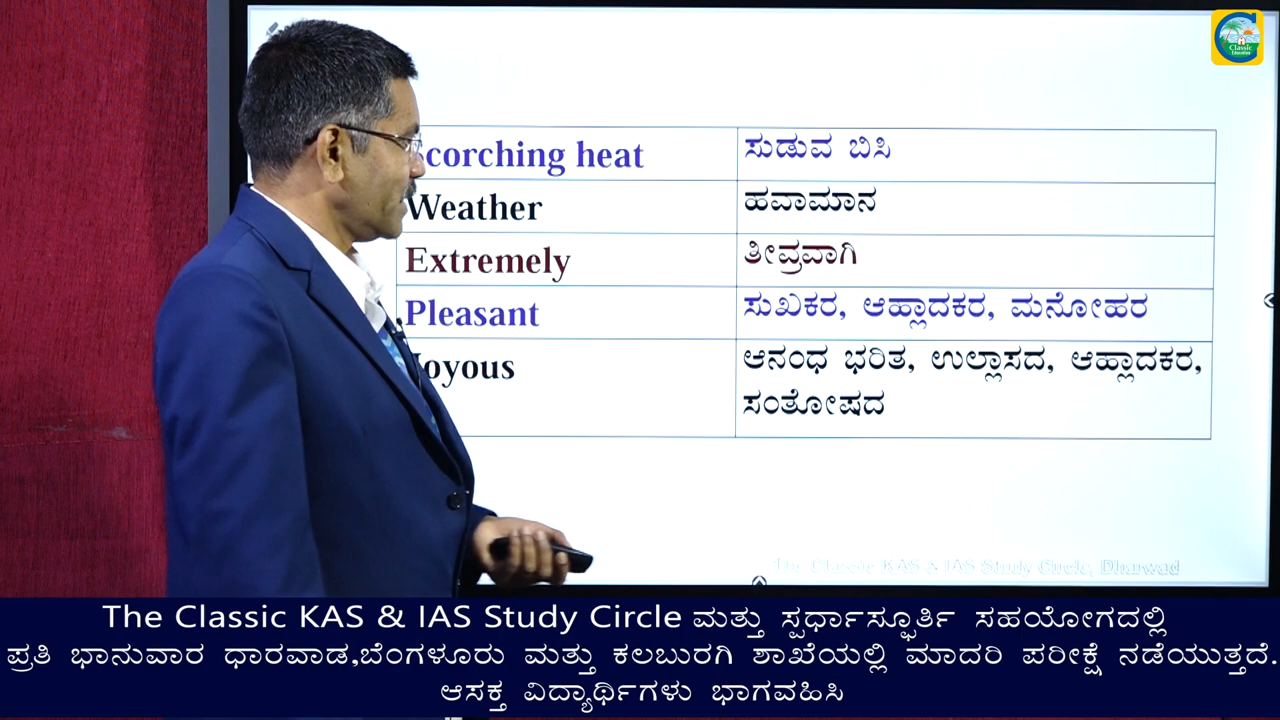 Classic
Education
Scorching heat ಸುಡುವ ಬಿಸಿ
Weather ಹವಾಮಾನ
Extremely ತೀವ್ರವಾಗಿ
Pleasant ಸುಖಕರ, ಆಹ್ಲಾದಕರ, ಮನೋಹರ
Joyous ಆನಂಧ ಭರಿತ, ಉಲ್ಲಾಸದ, ಆಹ್ಲಾದಕರ,
ಸಂತೋಷದ
The Classic KAS & IAS Study Circle, Dharwad
The Classic KAS & IAS Study Circle ಮತ್ತು ಸ್ಪರ್ಧಾಸ್ಫೂರ್ತಿ ಸಹಯೋಗದಲ್ಲಿ
ಪ್ರತಿ ಭಾನುವಾರ ಧಾರವಾಡ,ಬೆಂಗಳೂರು ಮತ್ತು ಕಲಬುರಗಿ ಶಾಖೆಯಲ್ಲಿ ಮಾದರಿ ಪರೀಕ್ಷೆ ನಡೆಯುತ್ತದೆ.
ಆಸಕ್ತ ವಿದ್ಯಾರ್ಥಿಗಳು ಭಾಗವಹಿಸಿ